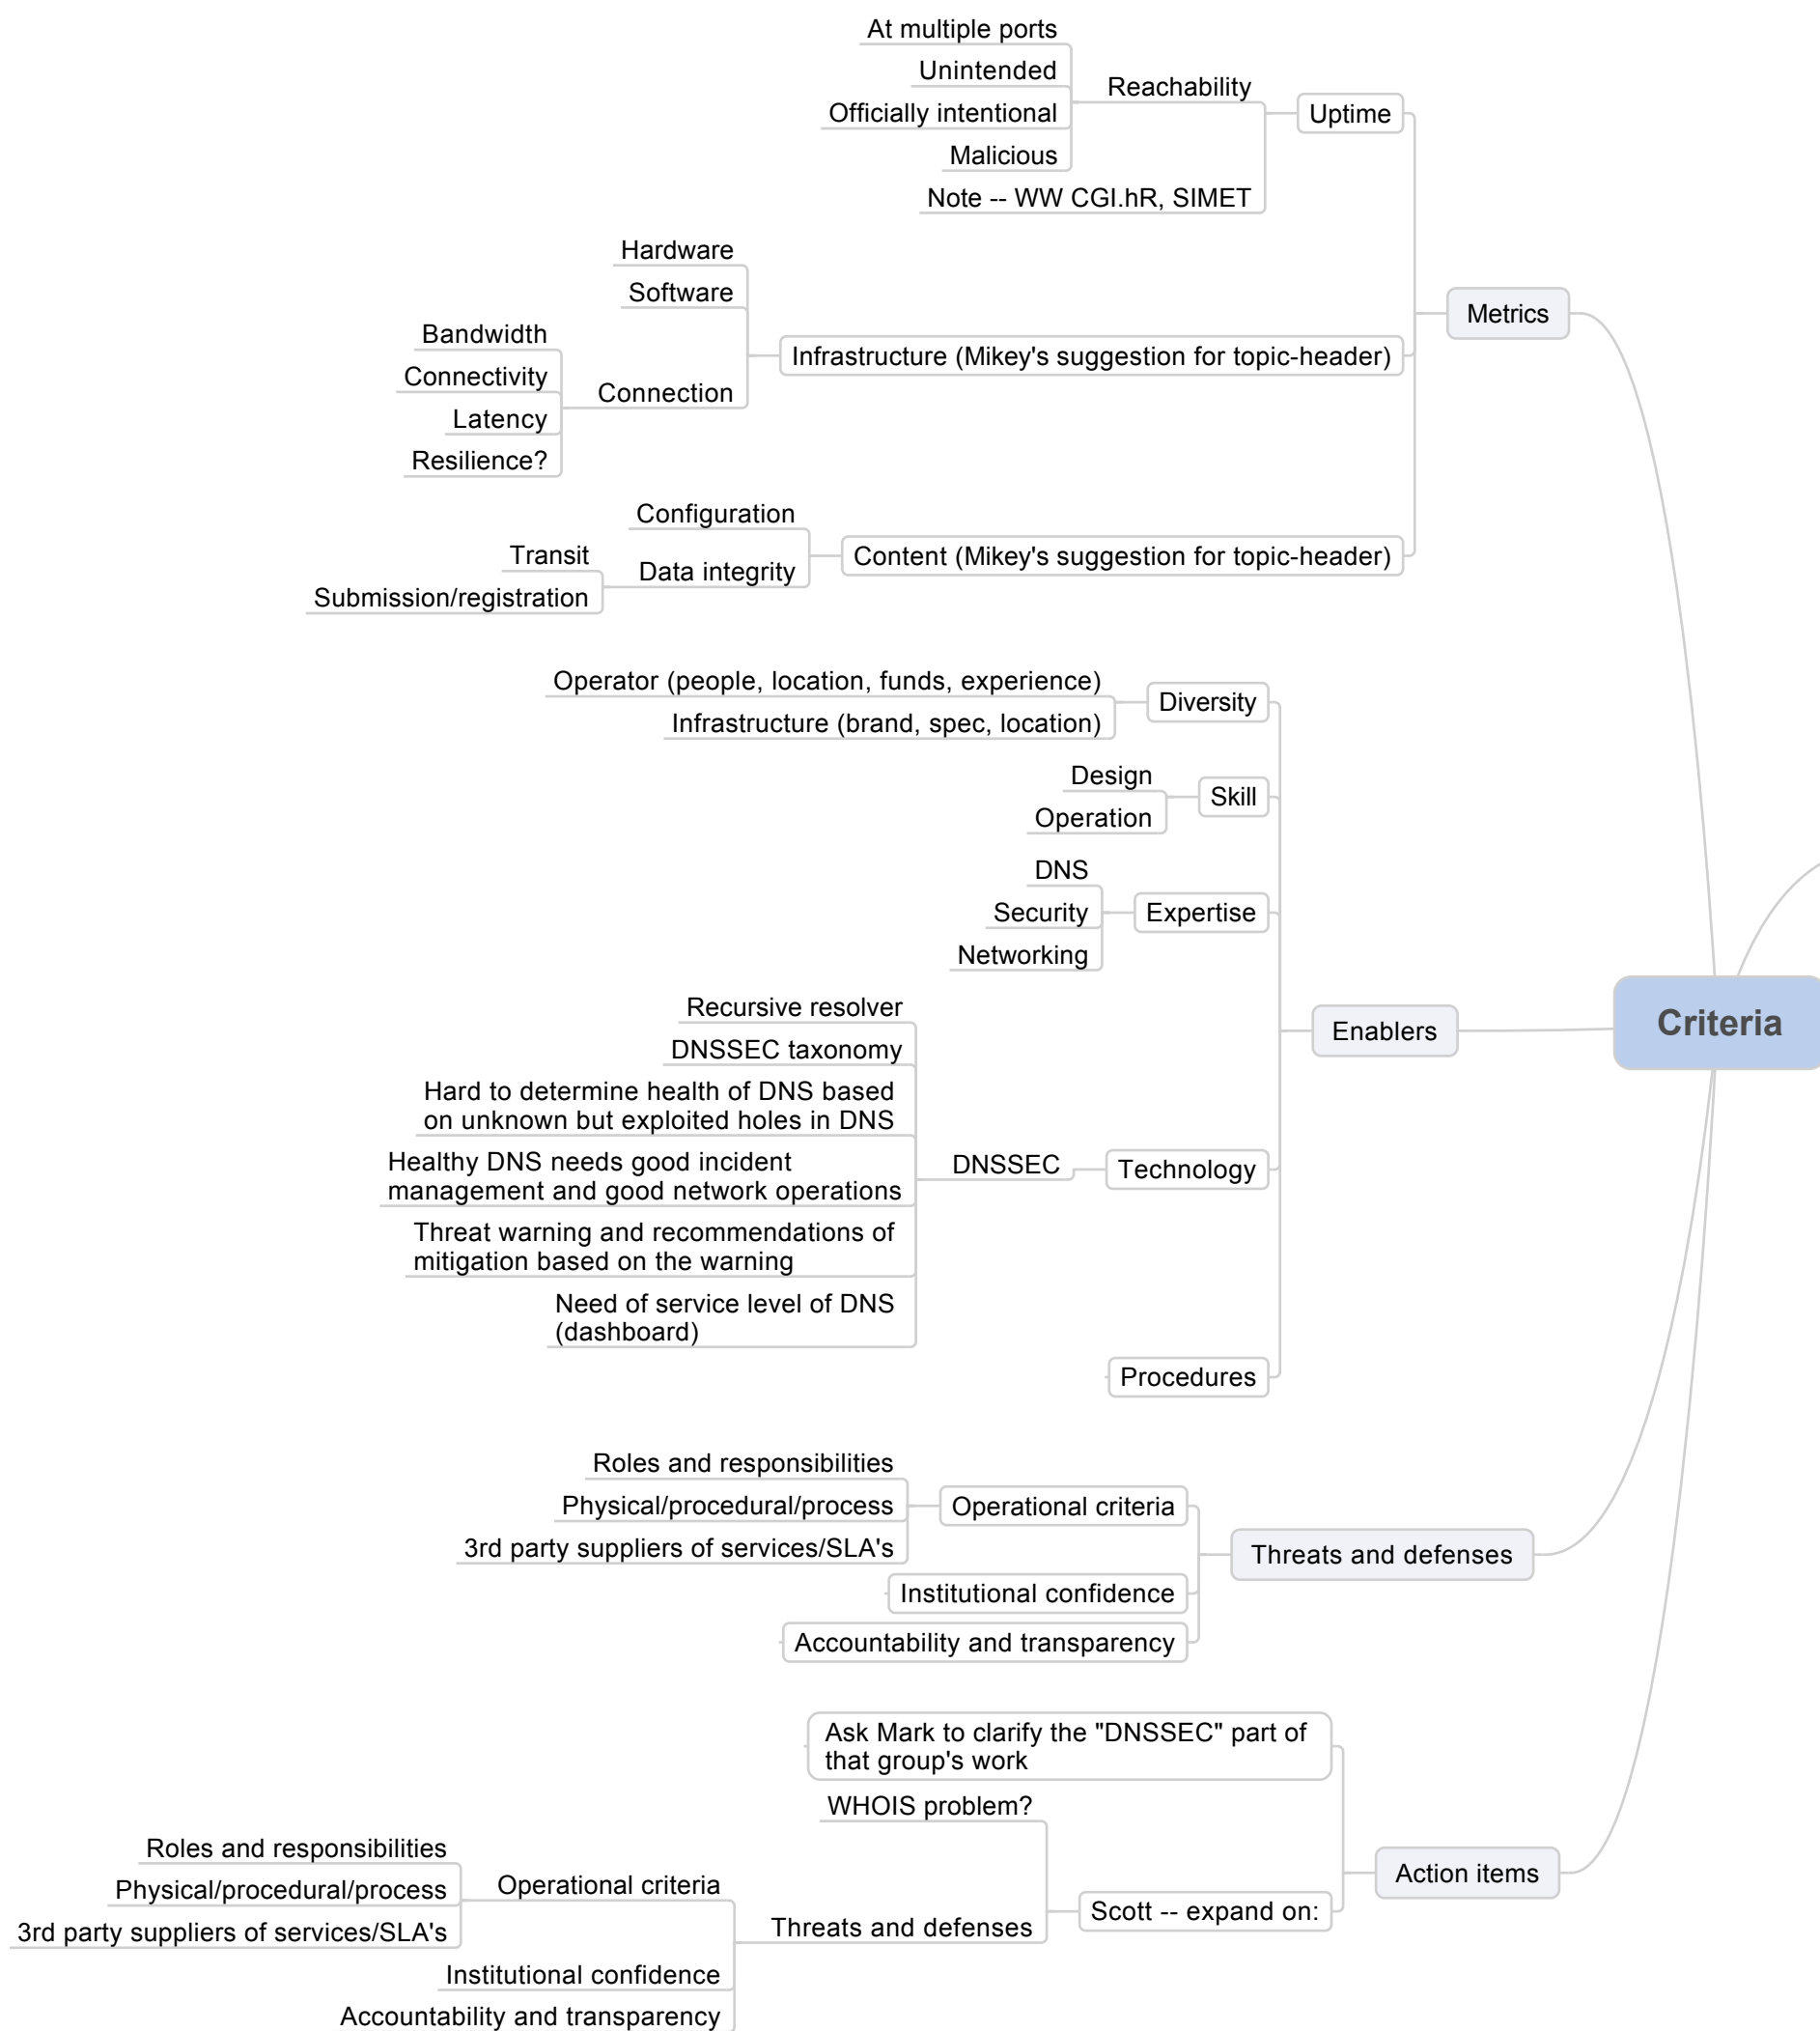 At multiple ports
Unintended
Officially intentional
Malicious
Reachability
Note -- WW CGI.hR, SIMET
Uptime
Hardware
Software
Bandwidth
Connectivity
Latency
Resilience?
Connection
Infrastructure (Mikey's suggestion for topic-header)
Configuration
Transit
Submission/registration
Data integrity
Content (Mikey's suggestion for topic-header)
Metrics
Operator (people, location, funds, experience)
Infrastructure (brand, spec, location)
Diversity
Design
Operation
Skill
DNS
Security
Networking
Expertise
Recursive resolver
DNSSEC taxonomy
Hard to determine health of DNS based
on unknown but exploited holes in DNS
Healthy DNS needs good incident
management and good network operations
Threat warning and recommendations of
mitigation based on the warning
Need of service level of DNS
(dashboard)
DNSSEC
Technology
Procedures
Enablers
Criteria
Roles and responsibilities
Physical/procedural/process
3rd party suppliers of services/SLA's
Operational criteria
Institutional confidence
Accountability and transparency
Threats and defenses
Ask Mark to clarify the "DNSSEC" part of
that group's work
WHOIS problem?
Roles and responsibilities
Physical/procedural/process
3rd party suppliers of services/SLA's
Operational criteria
Institutional confidence
Accountability and transparency
Threats and defenses
Scott -- expand on:
Action items